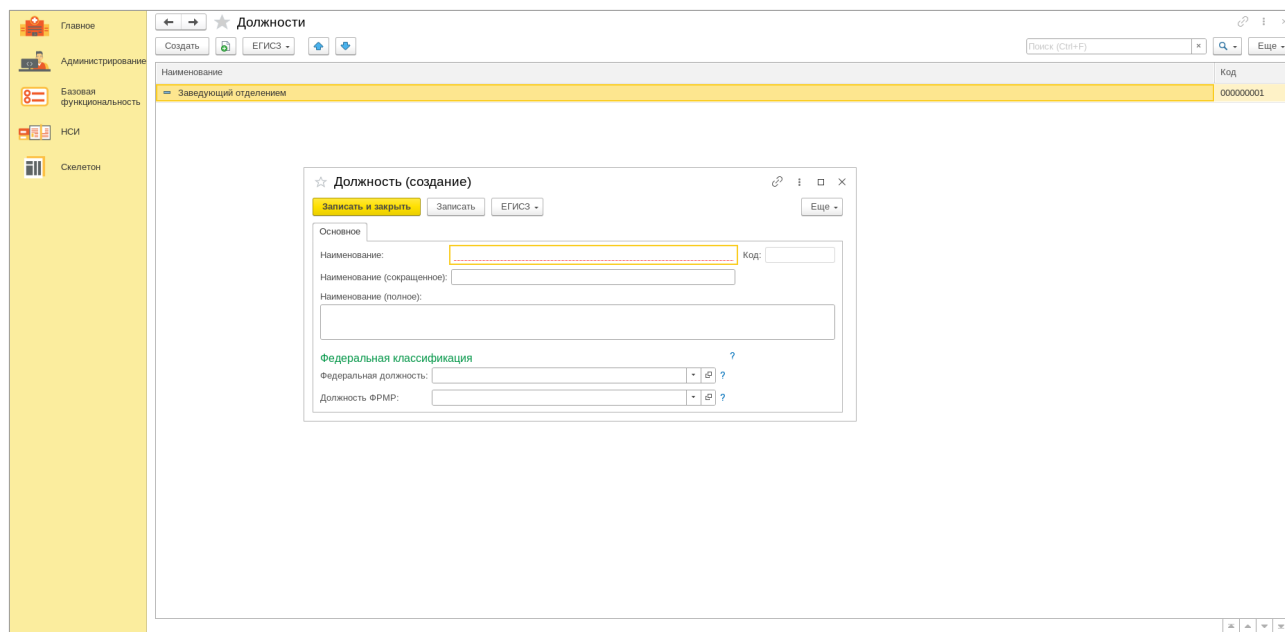 Главное
Администрирование
Базовая
функциональность
НСИ
Скелетон
Должности
Создать
ЕГИСЗ
Поиск (Ctrl+F)
Еще
Наименование
Код
Заведующий отделением
000000001
Должность (создание)
Записать и закрыть
Записать
ЕГИСЗ
Еще
Основное
Наименование:
Код:
Наименование (сокращенное):
Наименование (полное):
Федеральная классификация
?
Федеральная должность:
?
Должность ФРМР:
?